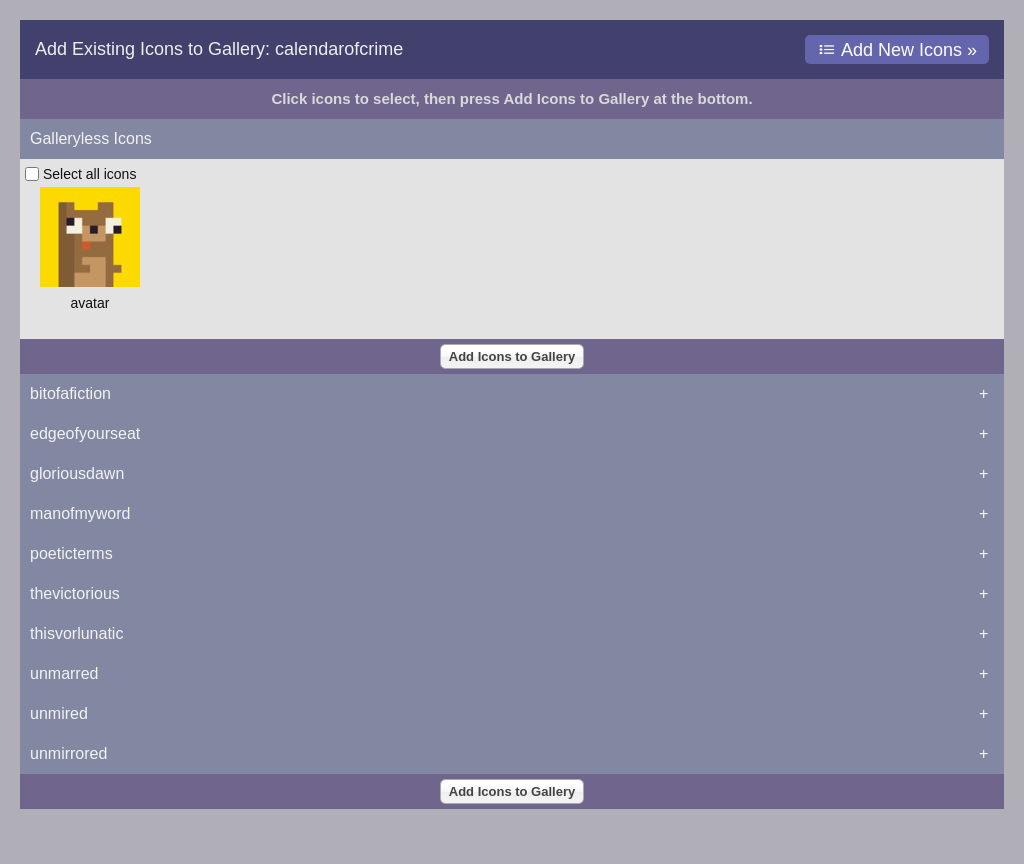 Add Existing Icons to Gallery: calendarofcrime
Add New Icons »
Click icons to select, then press Add Icons to Gallery at the bottom.
Galleryless Icons
Select all icons
avatar
Add Icons to Gallery
bitofafiction +
edgeofyourseat +
gloriousdawn +
manofmyword +
poeticterms +
thevictorious +
thisvorlunatic +
unmarred +
unmired +
unmirrored +
Add Icons to Gallery